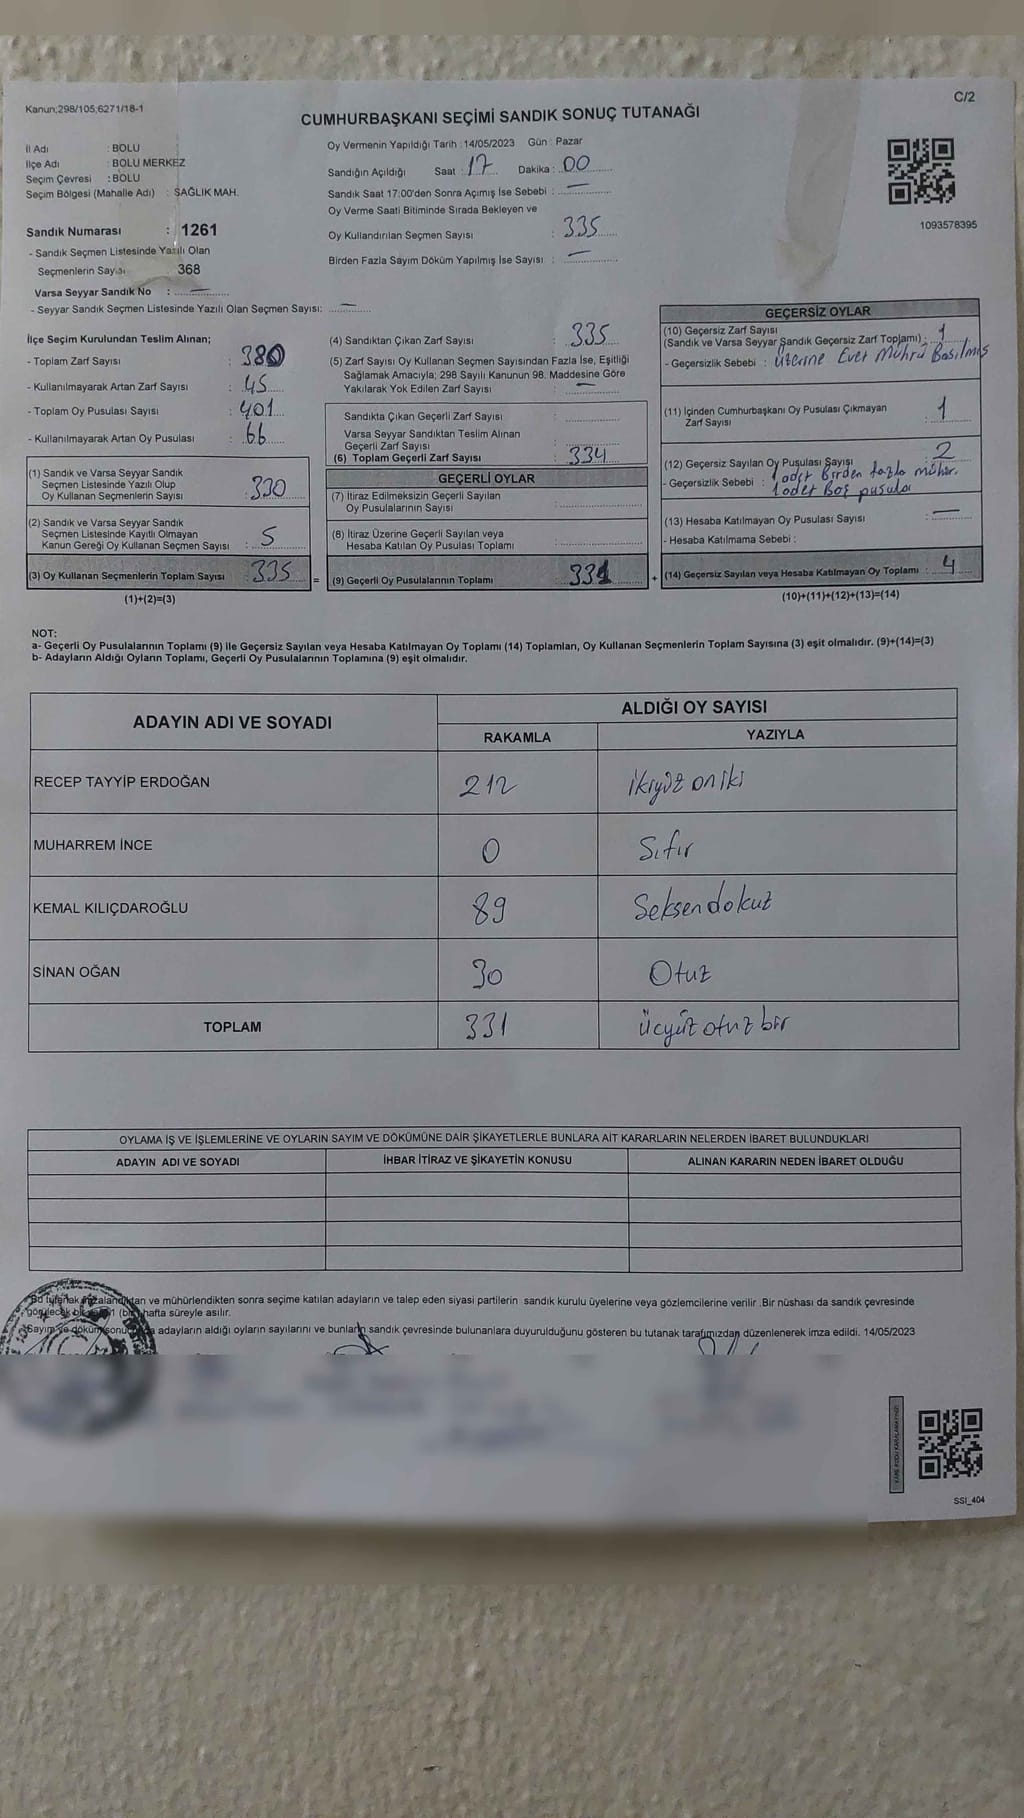 Kanun;298/105;6271/18-1
C/2
CUMHURBAŞKANI SEÇİMİ SANDIK SONUÇ TUTANAĞI
İl Adı : BOLU
İlçe Adı : BOLU MERKEZ
Seçim Çevresi : BOLU
Seçim Bölgesi (Mahalle Adı) : SAĞLIK MAH.
Sandık Numarası : 1261
- Sandık Seçmen Listesinde Yazılı Olan
Seçmenlerin Sayısı 368
Varsa Seyyar Sandık No : —
- Seyyar Sandık Seçmen Listesinde Yazılı Olan Seçmen Sayısı: —
Oy Vermenin Yapıldığı Tarih :14/05/2023 Gün : Pazar
Sandığın Açıldığı Saat : 17 Dakika : 00
Sandık Saat 17:00'den Sonra Açımış İse Sebebi : —
Oy Verme Saati Bitiminde Sırada Bekleyen ve
Oy Kullandırılan Seçmen Sayısı : 335
Birden Fazla Sayım Döküm Yapılmış İse Sayısı : —
1093578395
İlçe Seçim Kurulundan Teslim Alınan;
- Toplam Zarf Sayısı : 380
- Kullanılmayarak Artan Zarf Sayısı : 45
- Toplam Oy Pusulası Sayısı : 401
- Kullanılmayarak Artan Oy Pusulası : 66
(1) Sandık ve Varsa Seyyar Sandık
Seçmen Listesinde Yazılı Olup
Oy Kullanan Seçmenlerin Sayısı : 330
(2) Sandık ve Varsa Seyyar Sandık
Seçmen Listesinde Kayıtlı Olmayan
Kanun Gereği Oy Kullanan Seçmen Sayısı : 5
(3) Oy Kullanan Seçmenlerin Toplam Sayısı : 335 =
(1)+(2)=(3)
(4) Sandıktan Çıkan Zarf Sayısı : 335
(5) Zarf Sayısı Oy Kullanan Seçmen Sayısından Fazla İse, Eşitliği
Sağlamak Amacıyla; 298 Sayılı Kanunun 98. Maddesine Göre
Yakılarak Yok Edilen Zarf Sayısı : —
Sandıkta Çıkan Geçerli Zarf Sayısı :
Varsa Seyyar Sandıktan Teslim Alınan
Geçerli Zarf Sayısı :
(6) Toplam Geçerli Zarf Sayısı : 334
GEÇERLİ OYLAR
(7) İtiraz Edilmeksizin Geçerli Sayılan
Oy Pusulalarının Sayısı :
(8) İtiraz Üzerine Geçerli Sayılan veya
Hesaba Katılan Oy Pusulası Toplamı :
(9) Geçerli Oy Pusulalarının Toplamı : 331 +
GEÇERSİZ OYLAR
(10) Geçersiz Zarf Sayısı
(Sandık ve Varsa Seyyar Sandık Geçersiz Zarf Toplamı) : 1
- Geçersizlik Sebebi : üzerine Evet Mührü Basılmış
(11) İçinden Cumhurbaşkanı Oy Pusulası Çıkmayan
Zarf Sayısı : 1
(12) Geçersiz Sayılan Oy Pusulası Sayısı : 2
- Geçersizlik Sebebi : 1 adet Birden fazla mühür.
1 adet Boş pusula
(13) Hesaba Katılmayan Oy Pusulası Sayısı : —
- Hesaba Katılmama Sebebi :
(14) Geçersiz Sayılan veya Hesaba Katılmayan Oy Toplamı : 4
(10)+(11)+(12)+(13)=(14)
NOT:
a- Geçerli Oy Pusulalarının Toplamı (9) ile Geçersiz Sayılan veya Hesaba Katılmayan Oy Toplamı (14) Toplamları, Oy Kullanan Seçmenlerin Toplam Sayısına (3) eşit olmalıdır. (9)+(14)=(3)
b- Adayların Aldığı Oyların Toplamı, Geçerli Oy Pusulalarının Toplamına (9) eşit olmalıdır.
ADAYIN ADI VE SOYADI
ALDIĞI OY SAYISI
RAKAMLA YAZIYLA
RECEP TAYYİP ERDOĞAN 212 ikiyüz oniki
MUHARREM İNCE 0 Sıfır
KEMAL KILIÇDAROĞLU 89 Seksendokuz
SİNAN OĞAN 30 Otuz
TOPLAM 331 üçyüz otuz bir
OYLAMA İŞ VE İŞLEMLERİNE VE OYLARIN SAYIM VE DÖKÜMÜNE DAİR ŞİKAYETLERLE BUNLARA AİT KARARLARIN NELERDEN İBARET BULUNDUKLARI
ADAYIN ADI VE SOYADI İHBAR İTİRAZ VE ŞİKAYETİN KONUSU ALINAN KARARIN NEDEN İBARET OLDUĞU
Bu tutanak imzalandıktan ve mühürlendikten sonra seçime katılan adayların ve talep eden siyasi partilerin sandık kurulu üyelerine veya gözlemcilerine verilir .Bir nüshası da sandık çevresinde
görülecek bir yere 1 (bir) hafta süreyle asılır.
Sayım ve döküm sonucunda adayların aldığı oyların sayılarını ve bunların sandık çevresinde bulunanlara duyurulduğunu gösteren bu tutanak tarafımızdan düzenlenerek imza edildi. 14/05/2023
SSI_404